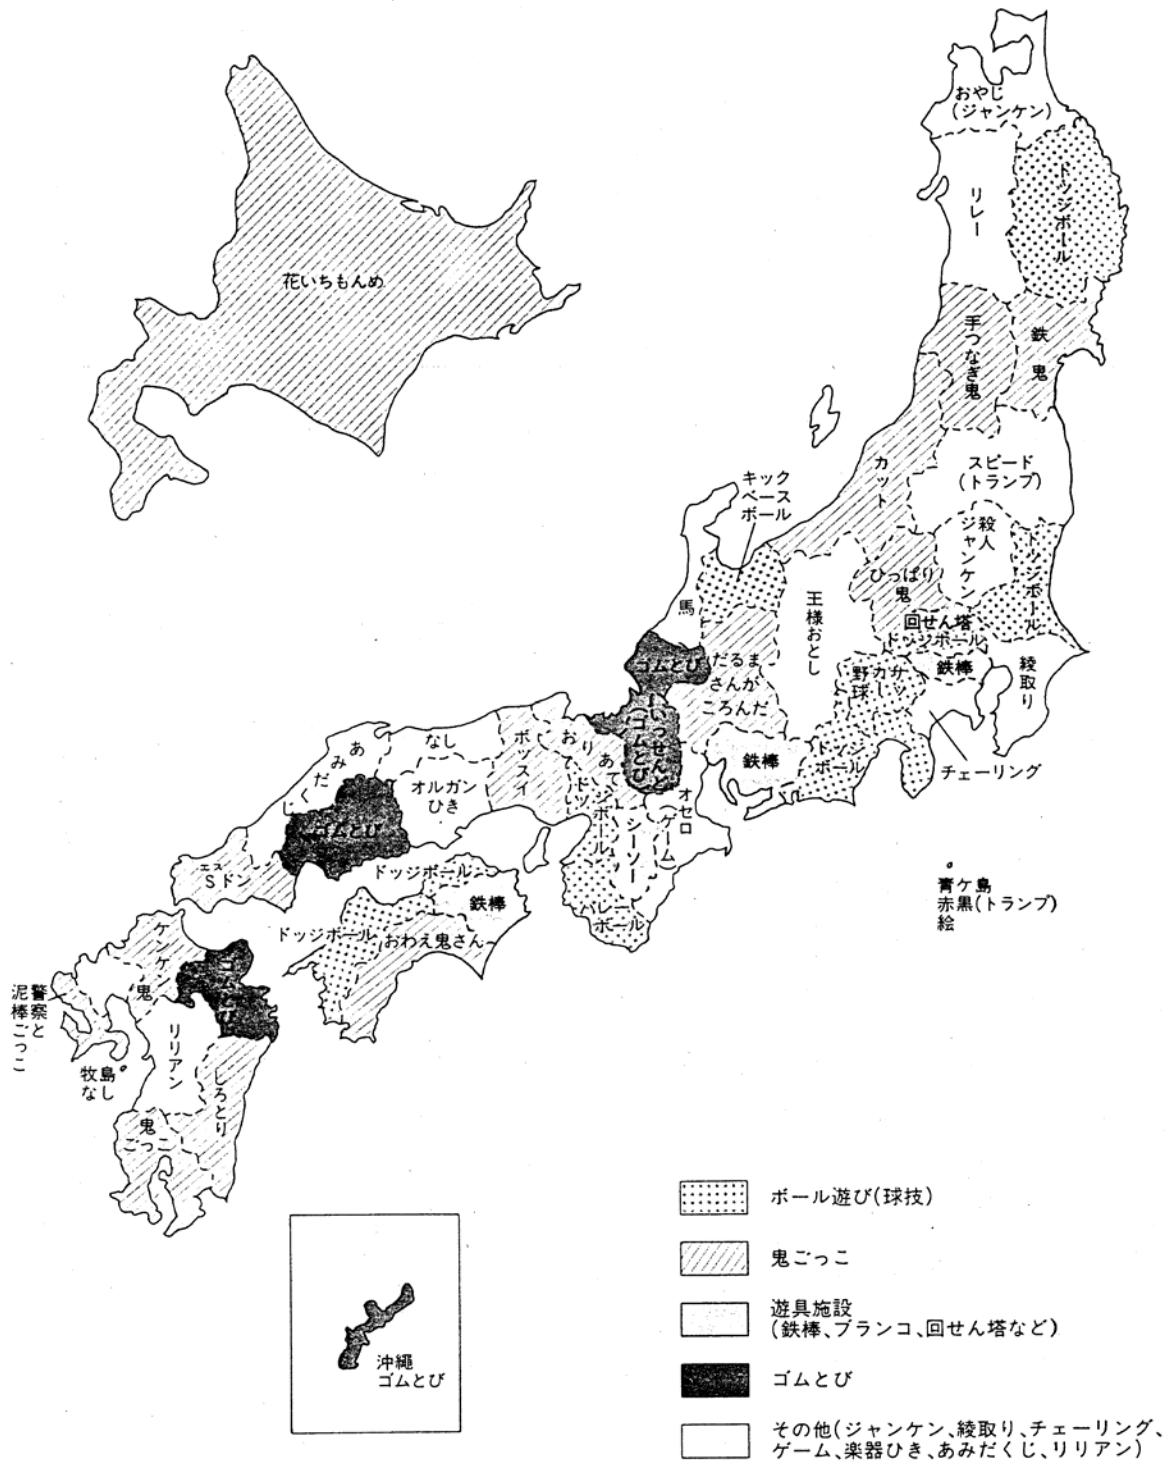 おやじ
(ジャンケン)
リレー
ドッジボール
花いちもんめ
手つなぎ鬼
鉄
鬼
カット
スピード
(トランプ)
キック
ベース
ボール
殺人
ジャンケン
ドッジボール
ひっぱり
鬼
馬
王様おとし
回せん塔
ドッジボール
ゴムとび
だるま
さんが
ころんだ
野球
サッカー
鉄棒
綾取り
いっせんど
(ゴムとび)
鉄棒
ドッジ
ボール
チェーリング
なし
あみだくじ
オルガン
ひき
ボッスイ
おりあて
ドッジボール
オセロ
(ゲーム)
シーソー
バレー
ボール
ゴムとび
エス
Sドン
ドッジボール
鉄棒
ドッジボール
おわえ鬼さん
青ケ島
赤黒(トランプ)
絵
ケンケン
鬼
ゴムとび
警察と
泥棒ごっこ
リリアン
牧島
なし
しろとり
鬼
ごっこ
沖縄
ゴムとび
ボール遊び(球技)
鬼ごっこ
遊具施設
(鉄棒、ブランコ、回せん塔など)
ゴムとび
その他(ジャンケン、綾取り、チェーリング、
ゲーム、楽器ひき、あみだくじ、リリアン)